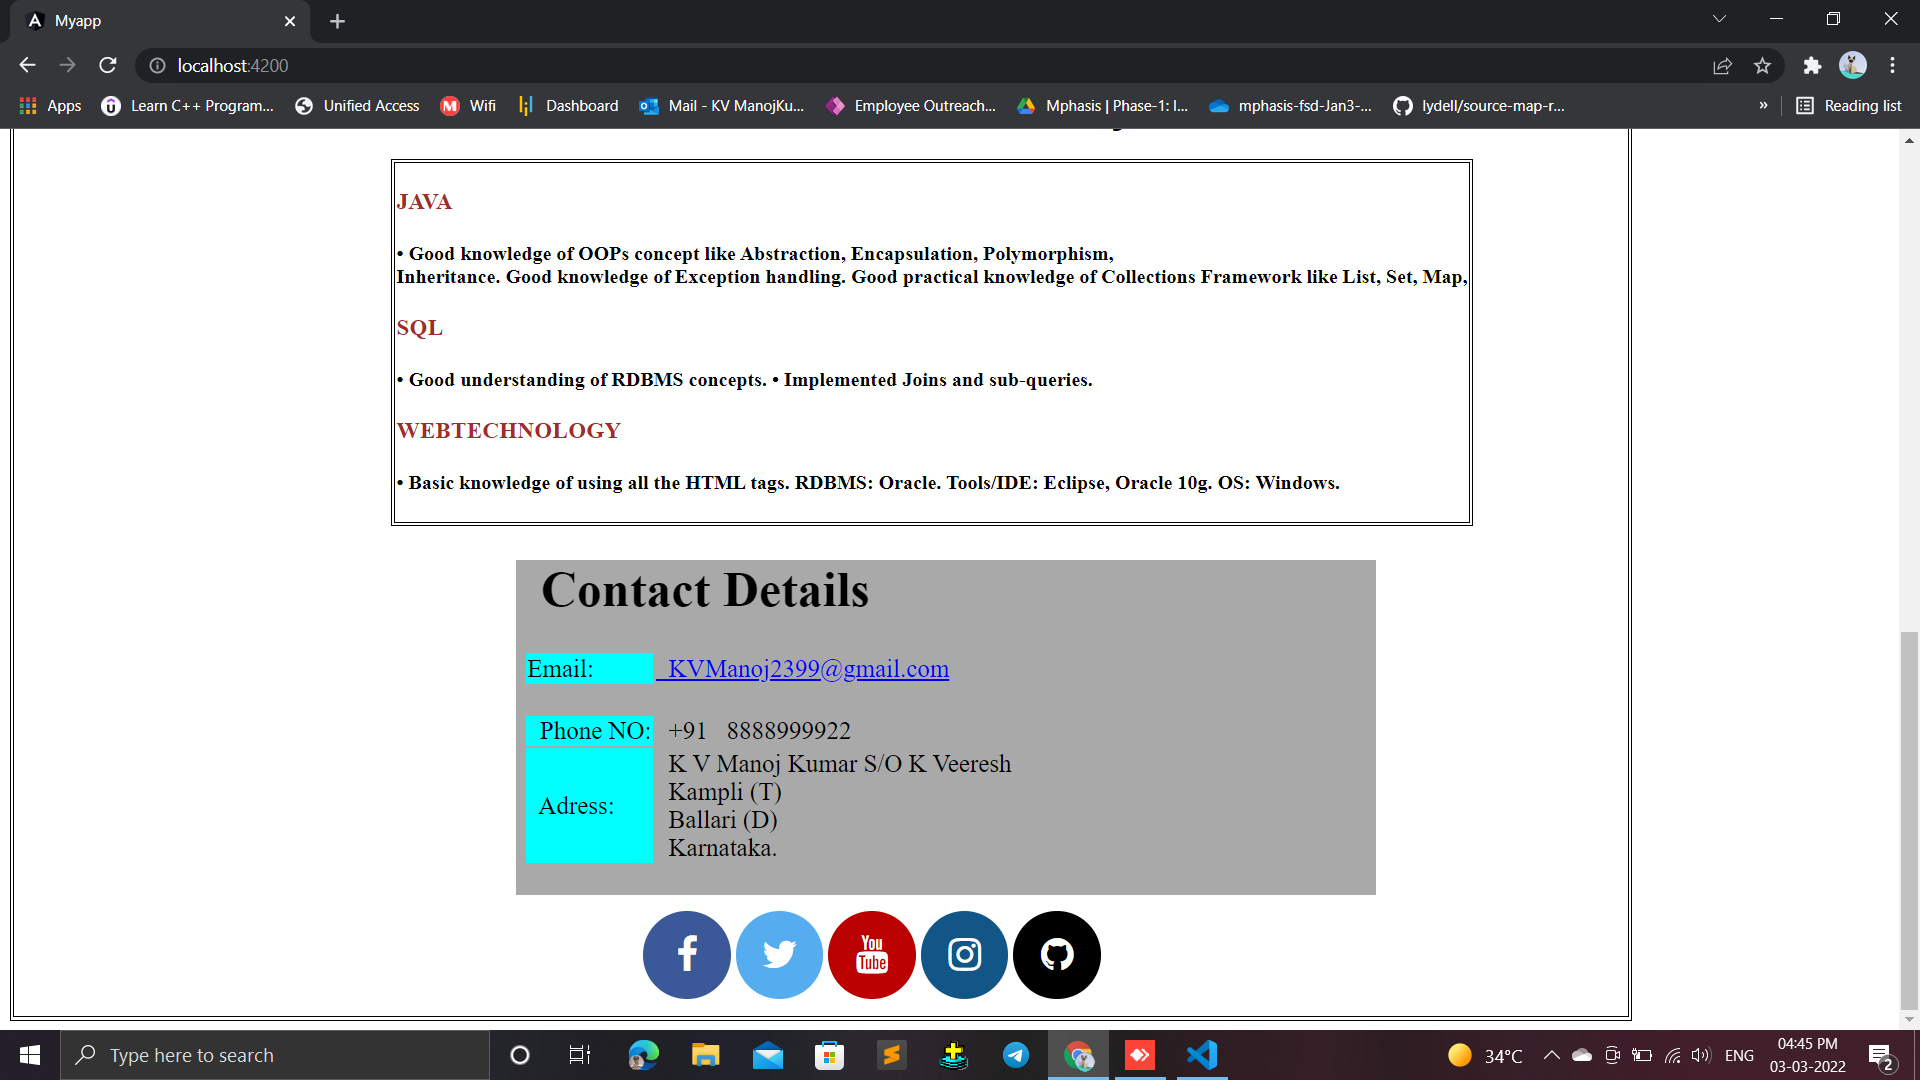 Myapp
localhost:4200
Apps
Learn C++ Program...
Unified Access
Wifi
Dashboard
Mail - KV ManojKu...
Employee Outreach...
Mphasis | Phase-1: I...
mphasis-fsd-Jan3-...
lydell/source-map-r...
»
Reading list
JAVA
• Good knowledge of OOPs concept like Abstraction, Encapsulation, Polymorphism,
Inheritance. Good knowledge of Exception handling. Good practical knowledge of Collections Framework like List, Set, Map,
SQL
• Good understanding of RDBMS concepts. • Implemented Joins and sub-queries.
WEBTECHNOLOGY
• Basic knowledge of using all the HTML tags. RDBMS: Oracle. Tools/IDE: Eclipse, Oracle 10g. OS: Windows.
Contact Details
Email: KVManoj2399@gmail.com
Phone NO: +91 8888999922
Adress:
K V Manoj Kumar S/O K Veeresh
Kampli (T)
Ballari (D)
Karnataka.
You
Tube
Type here to search
34°C
ENG
04:45 PM
03-03-2022
2